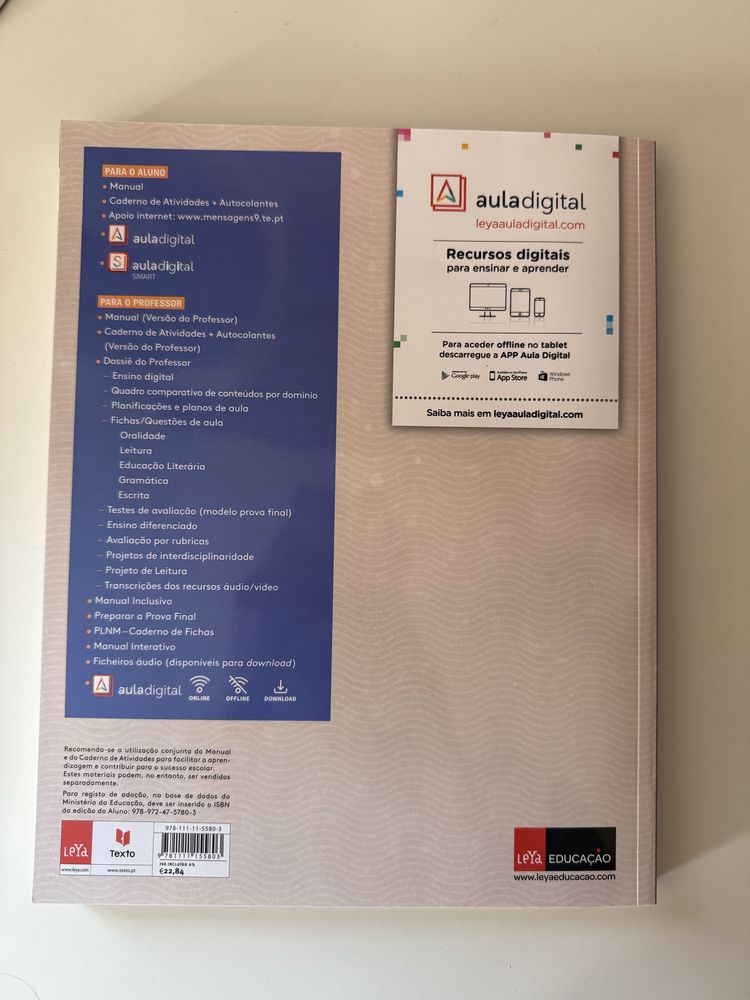 PARA O ALUNO
• Manual
• Caderno de Atividades + Autocolantes
• Apoio internet: www.mensagens9.te.pt
• auladigital
• auladigital
SMART
PARA O PROFESSOR
• Manual (Versão do Professor)
• Caderno de Atividades + Autocolantes
(Versão do Professor)
• Dossiê do Professor
– Ensino digital
– Quadro comparativo de conteúdos por domínio
– Planificações e planos de aula
– Fichas/Questões de aula
Oralidade
Leitura
Educação Literária
Gramática
Escrita
– Testes de avaliação (modelo prova final)
– Ensino diferenciado
– Avaliação por rubricas
– Projetos de interdisciplinaridade
– Projeto de Leitura
– Transcrições dos recursos áudio/vídeo
• Manual Inclusivo
• Preparar a Prova Final
• PLNM – Caderno de Fichas
• Manual Interativo
• Ficheiros áudio (disponíveis para download)
• auladigital ONLINE OFFLINE DOWNLOAD
auladigital
leyaauladigital.com
Recursos digitais
para ensinar e aprender
Para aceder offline no tablet
descarregue a APP Aula Digital
Google play App Store Windows Phone
Saiba mais em leyaauladigital.com
Recomenda-se a utilização conjunta do Manual
e do Caderno de Atividades para facilitar a apren-
dizagem e contribuir para o sucesso escolar.
Estes materiais podem, no entanto, ser vendidos
separadamente.
Para registo de adoção, na base de dados do
Ministério da Educação, deve ser inserido o ISBN
da edição do Aluno: 978-972-47-5780-3
LeYa
www.leya.com
Texto
www.texto.pt
978-111-11-5580-3
9 781111 155803
IVA INCLUÍDO 6%
€22,84
LeYa EDUCAÇÃO
www.leyaeducacao.com